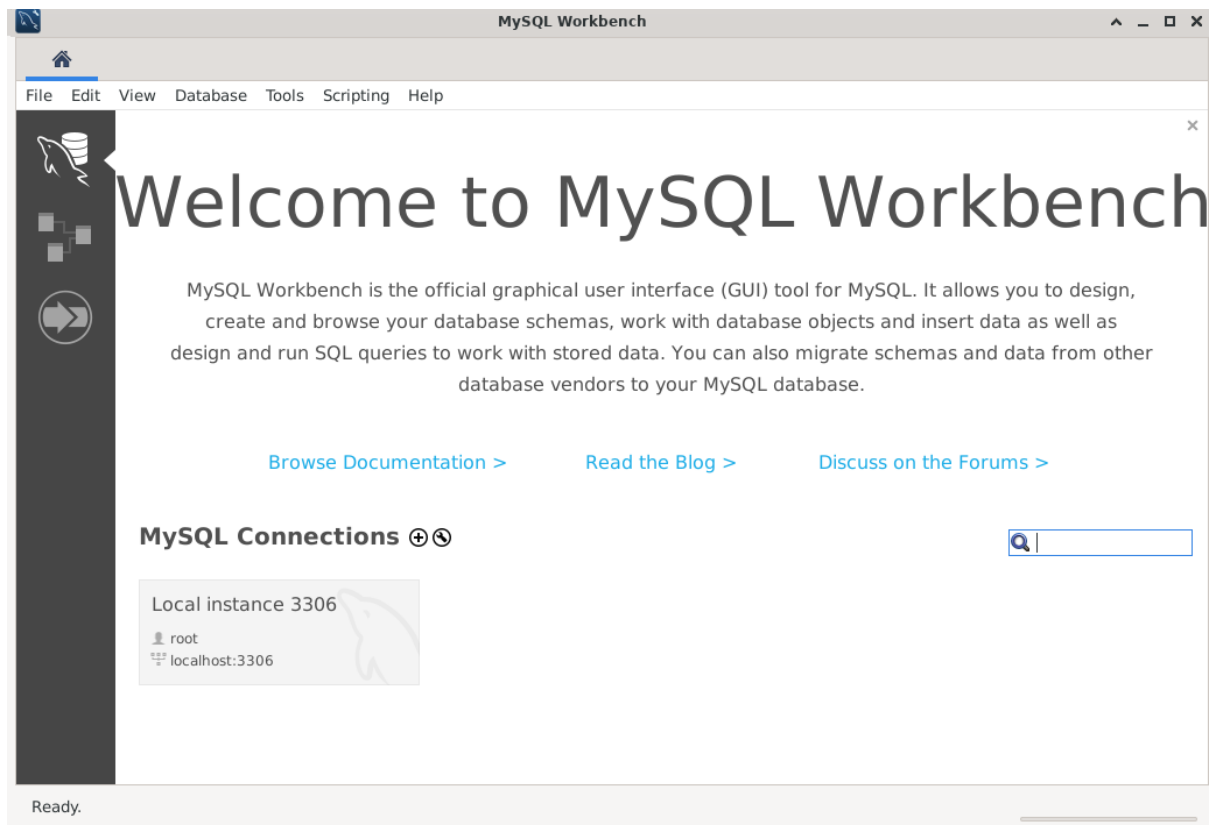 MySQL Workbench
File Edit View Database Tools Scripting Help
Welcome to MySQL Workbench
MySQL Workbench is the official graphical user interface (GUI) tool for MySQL. It allows you to design,
create and browse your database schemas, work with database objects and insert data as well as
design and run SQL queries to work with stored data. You can also migrate schemas and data from other
database vendors to your MySQL database.
Browse Documentation > Read the Blog > Discuss on the Forums >
MySQL Connections
Local instance 3306
root
localhost:3306
Ready.